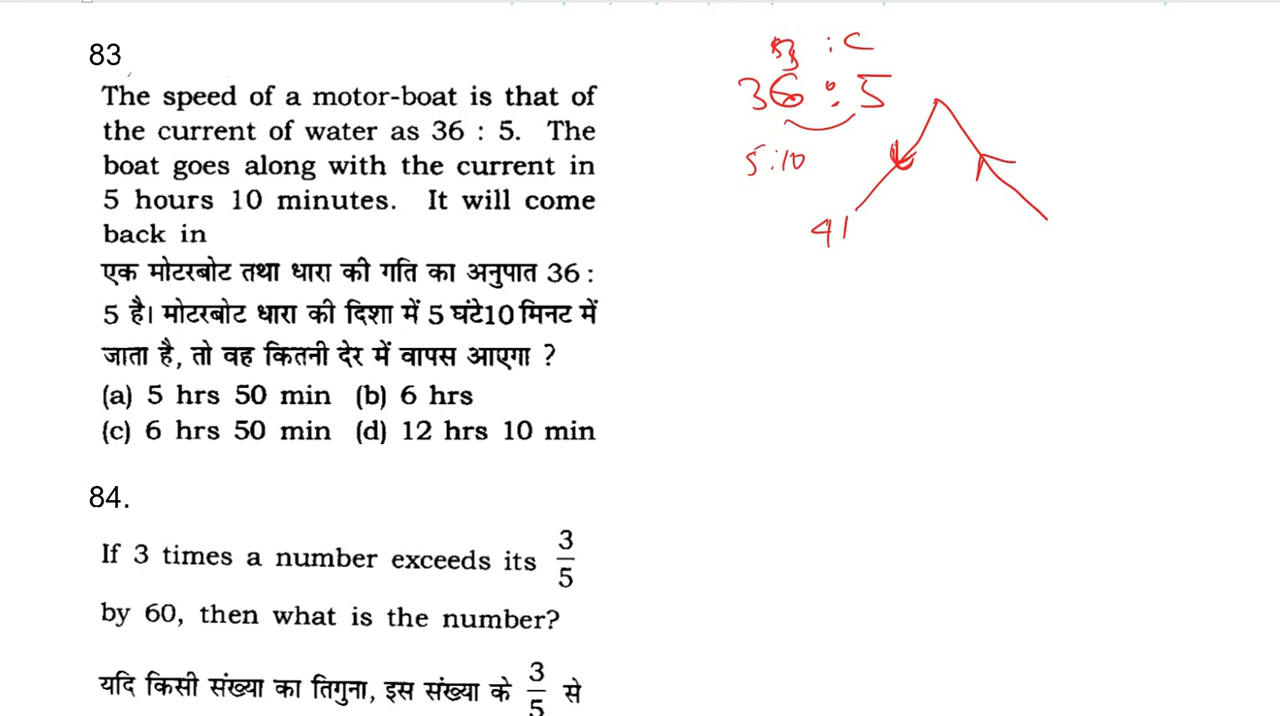 83
The speed of a motor-boat is that of
the current of water as 36 : 5. The
boat goes along with the current in
5 hours 10 minutes. It will come
back in
एक मोटरबोट तथा धारा की गति का अनुपात 36 :
5 है। मोटरबोट धारा की दिशा में 5 घंटे10 मिनट में
जाता है, तो वह कितनी देर में वापस आएगा ?
(a) 5 hrs 50 min (b) 6 hrs
(c) 6 hrs 50 min (d) 12 hrs 10 min
84.
If 3 times a number exceeds its 3/5
by 60, then what is the number?
यदि किसी संख्या का तिगुना, इस संख्या के 3/5 से
: C
36 : 5
5:10
41